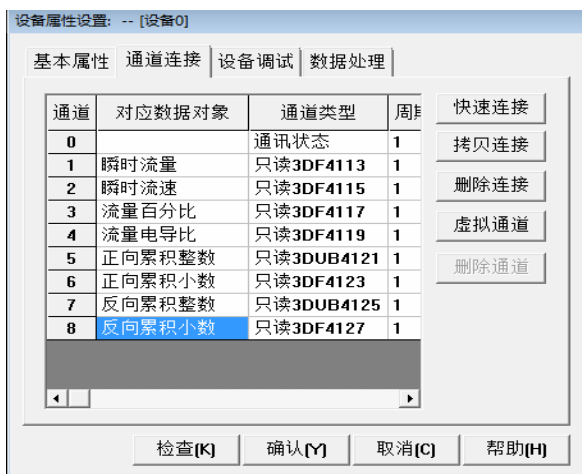 设备属性设置: -- [设备0]
基本属性 通道连接 设备调试 数据处理
通道 对应数据对象 通道类型
0 通讯状态 1
1 瞬时流量 只读3DF4113 1
2 瞬时流速 只读3DF4115 1
3 流量百分比 只读3DF4117 1
4 流量电导比 只读3DF4119 1
5 正向累积整数 只读3DUB4121 1
6 正向累积小数 只读3DF4123 1
7 反向累积整数 只读3DUB4125 1
8 反向累积小数 只读3DF4127 1
快速连接
拷贝连接
删除连接
虚拟通道
删除通道
检查(K) 确认(Y) 取消(C) 帮助(H)